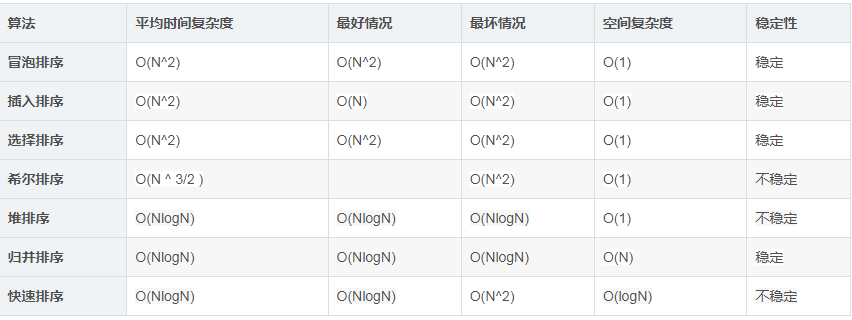 算法 平均时间复杂度 最好情况 最坏情况 空间复杂度 稳定性
冒泡排序 O(N^2) O(N^2) O(N^2) O(1) 稳定
插入排序 O(N^2) O(N) O(N^2) O(1) 稳定
选择排序 O(N^2) O(N^2) O(N^2) O(1) 稳定
希尔排序 O(N ^ 3/2 ) O(N^2) O(1) 不稳定
堆排序 O(NlogN) O(NlogN) O(NlogN) O(1) 不稳定
归并排序 O(NlogN) O(NlogN) O(NlogN) O(N) 稳定
快速排序 O(NlogN) O(NlogN) O(N^2) O(logN) 不稳定